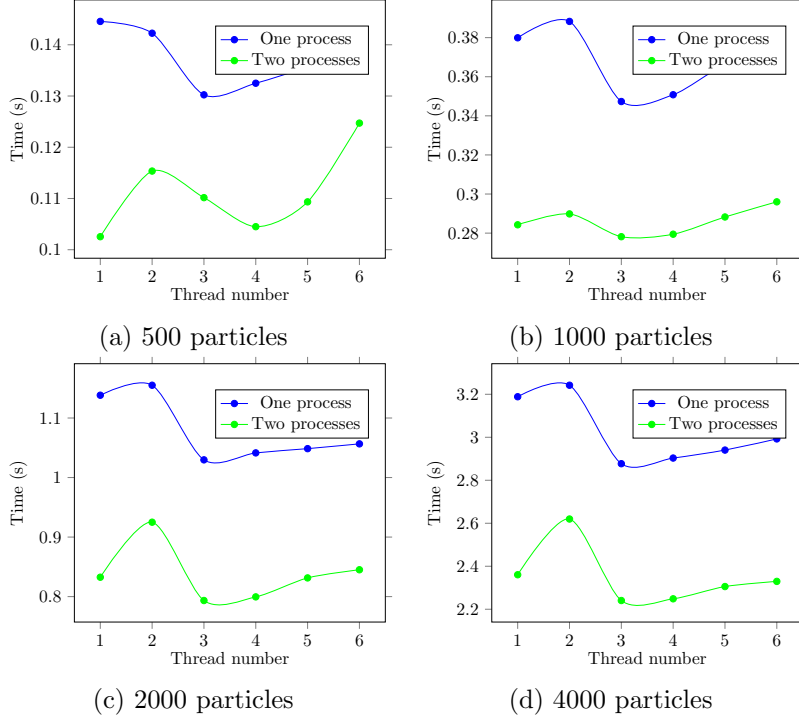 0.14
0.13
0.12
0.11
0.1
Time (s)
One process
Two processes
1 2 3 4 5 6
Thread number
(a) 500 particles
0.38
0.36
0.34
0.32
0.3
0.28
Time (s)
One process
Two processes
1 2 3 4 5 6
Thread number
(b) 1000 particles
1.1
1
0.9
0.8
Time (s)
One process
Two processes
1 2 3 4 5 6
Thread number
(c) 2000 particles
3.2
3
2.8
2.6
2.4
2.2
Time (s)
One process
Two processes
1 2 3 4 5 6
Thread number
(d) 4000 particles